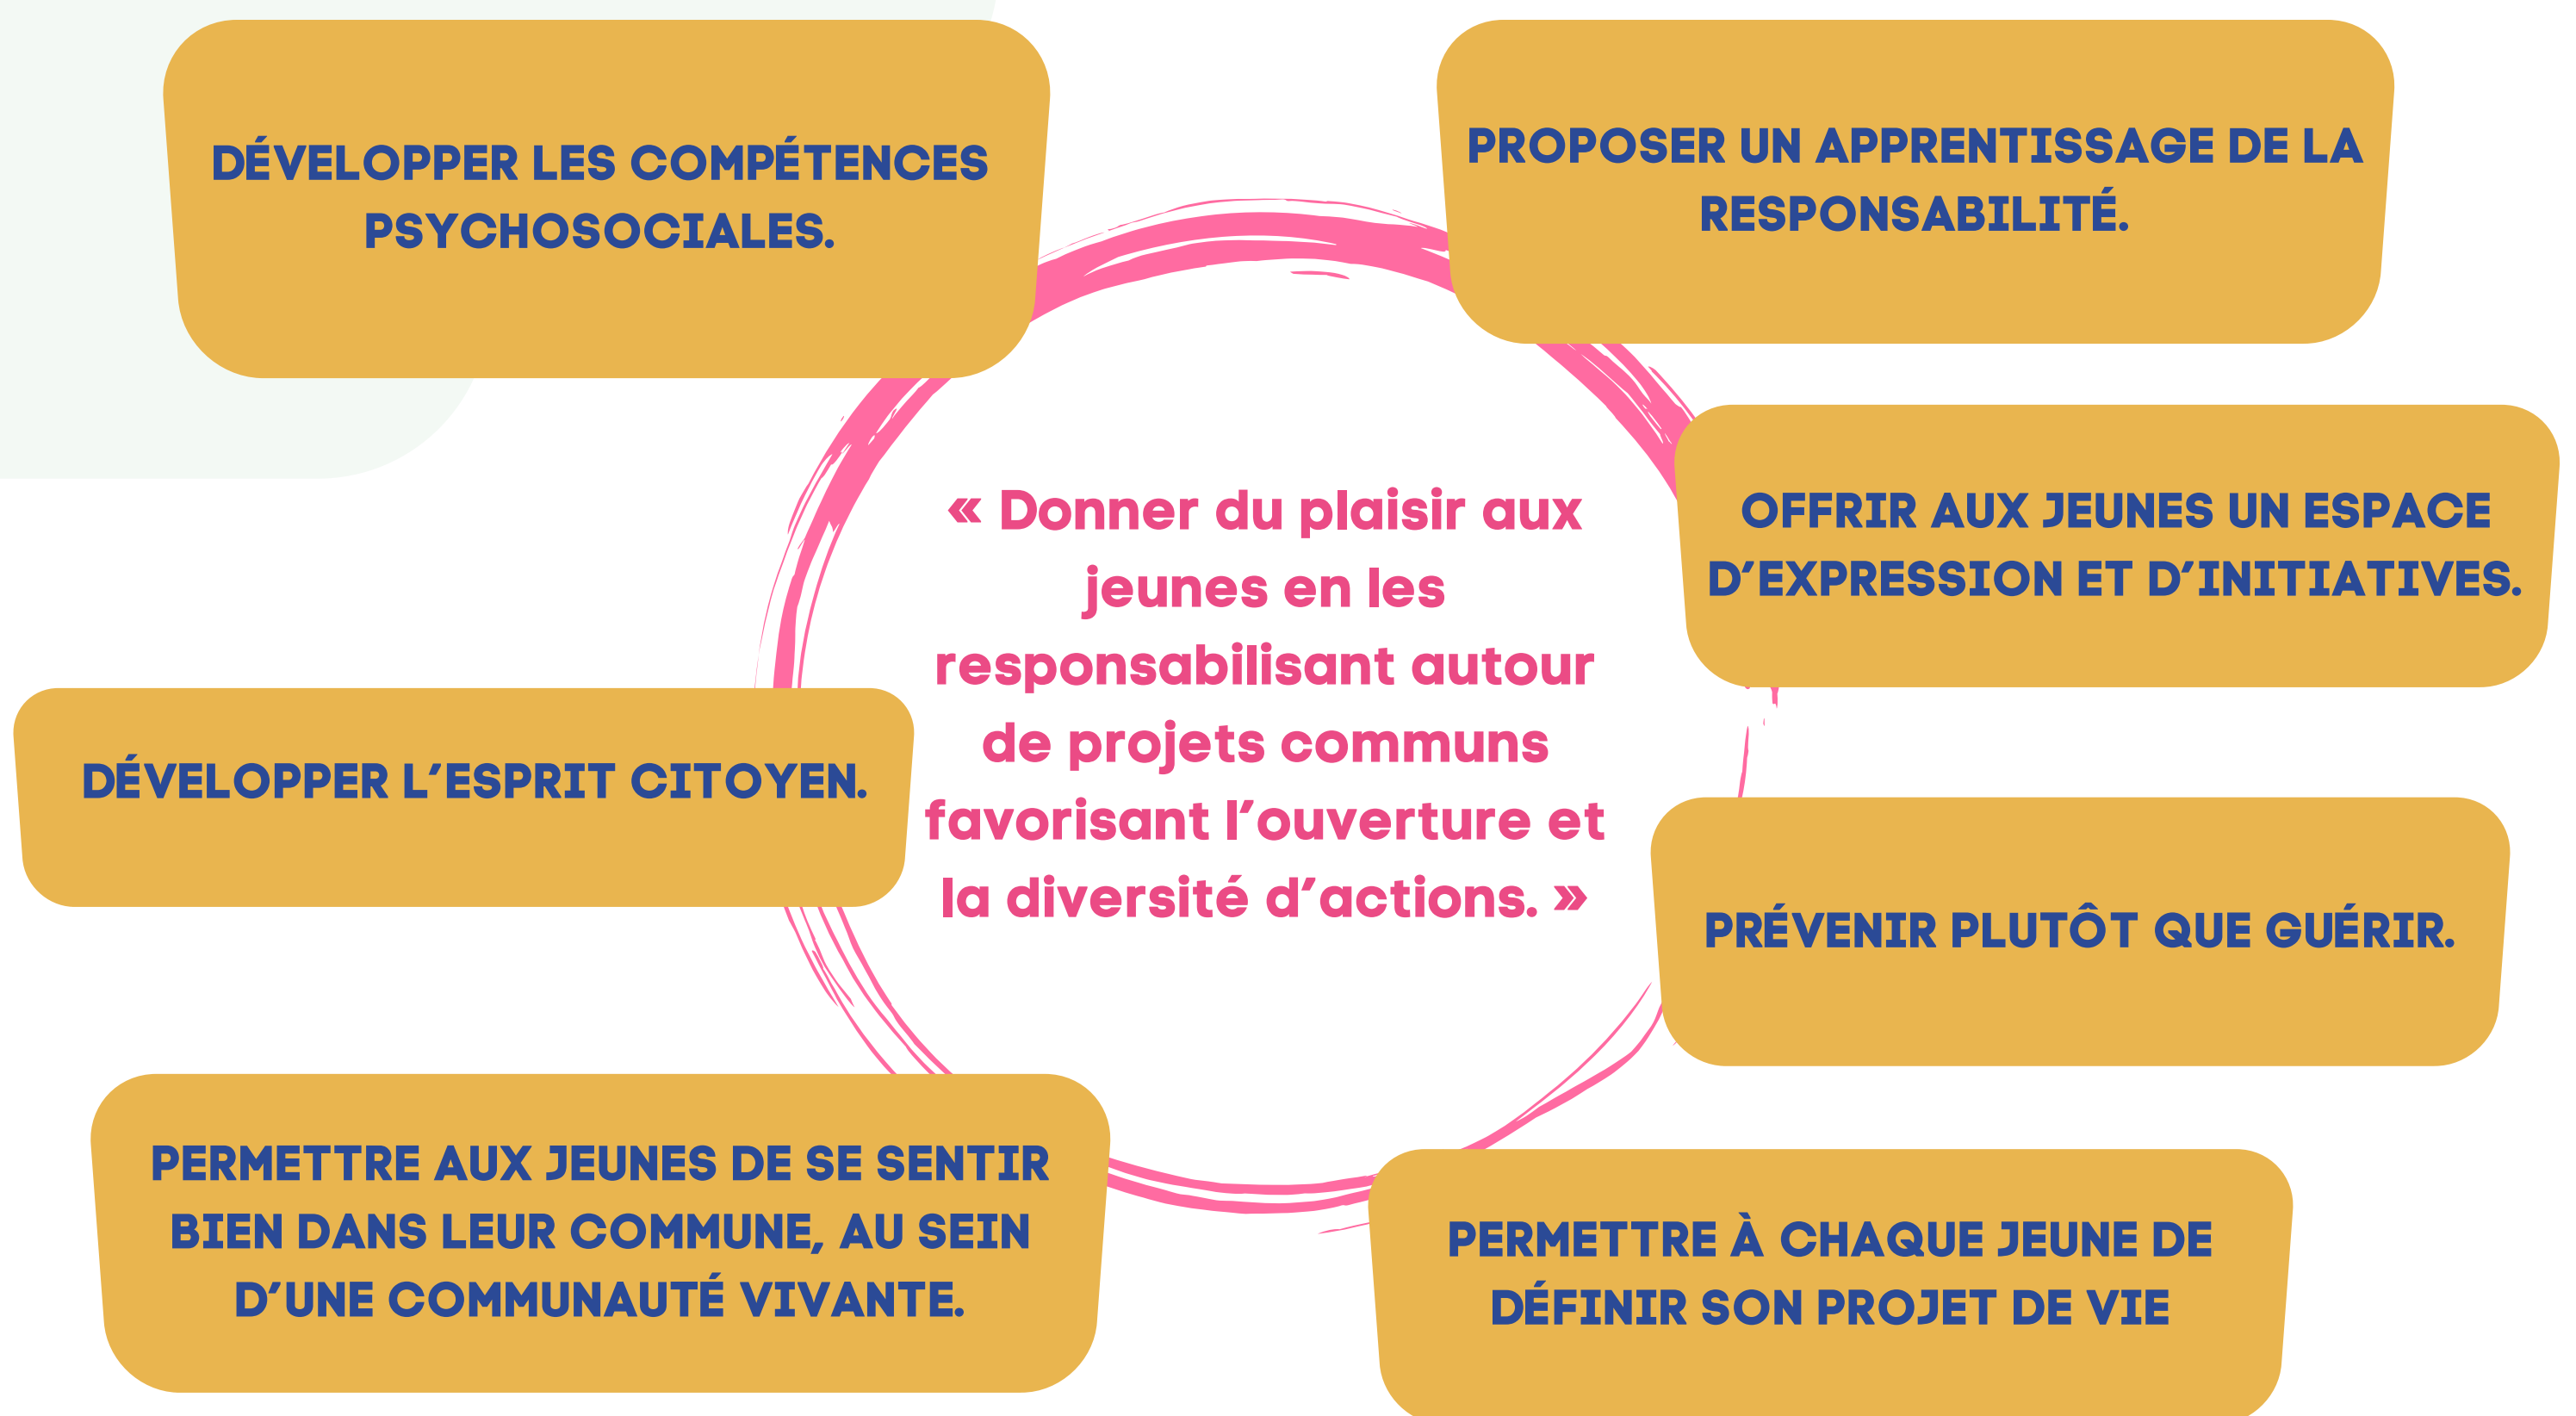 DÉVELOPPER LES COMPÉTENCES
PSYCHOSOCIALES.
PROPOSER UN APPRENTISSAGE DE LA
RESPONSABILITÉ.
OFFRIR AUX JEUNES UN ESPACE
D’EXPRESSION ET D’INITIATIVES.
« Donner du plaisir aux
jeunes en les
responsabilisant autour
de projets communs
favorisant l’ouverture et
la diversité d’actions. »
DÉVELOPPER L’ESPRIT CITOYEN.
PRÉVENIR PLUTÔT QUE GUÉRIR.
PERMETTRE AUX JEUNES DE SE SENTIR
BIEN DANS LEUR COMMUNE, AU SEIN
D’UNE COMMUNAUTÉ VIVANTE.
PERMETTRE À CHAQUE JEUNE DE
DÉFINIR SON PROJET DE VIE